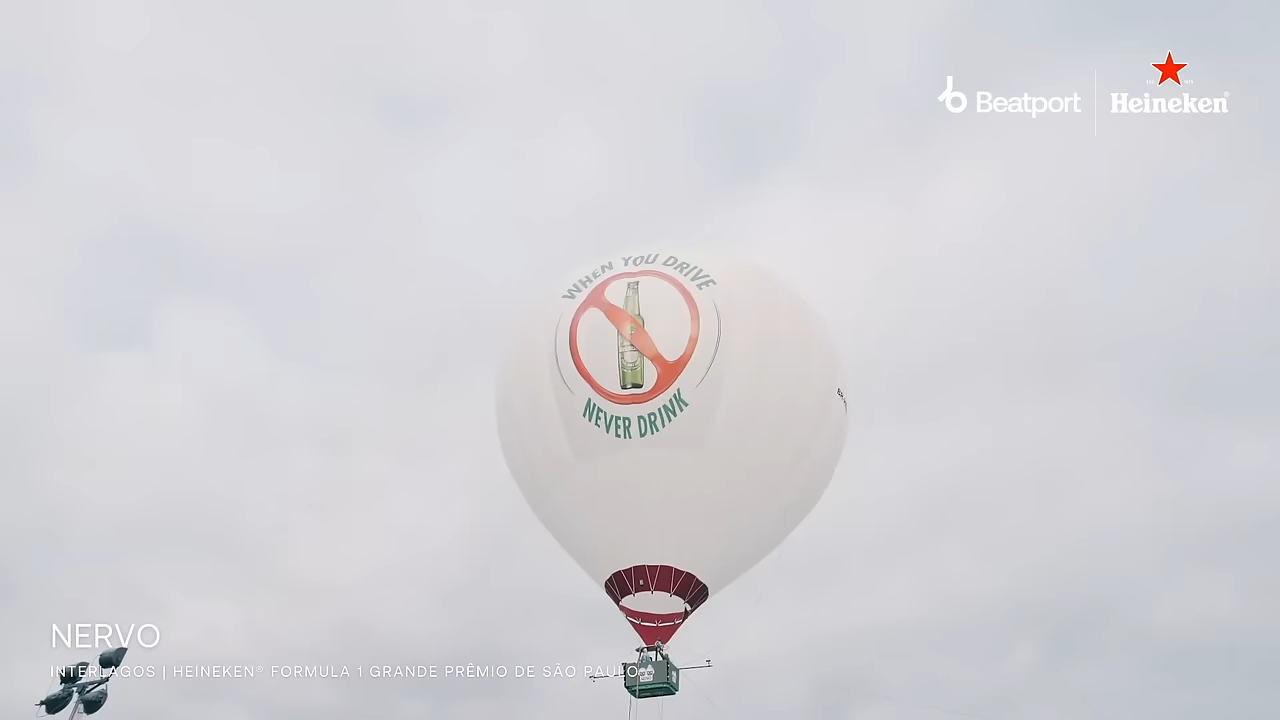 Beatport
Heineken®
WHEN YOU DRIVE
NEVER DRINK
NERVO
INTERLAGOS | HEINEKEN® FORMULA 1 GRANDE PRÊMIO DE SÃO PAULO